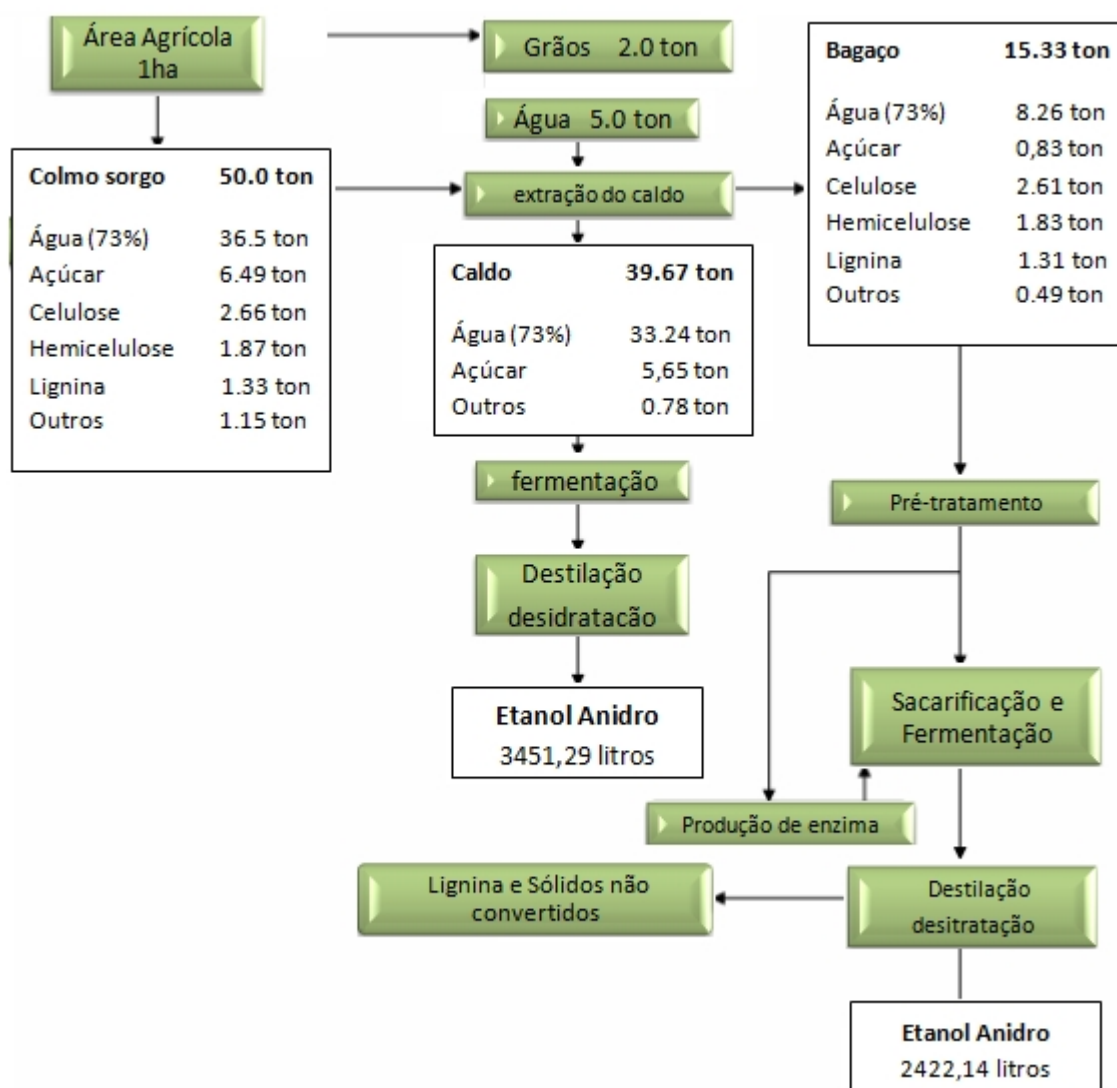 Área Agrícola
1ha
Grãos 2.0 ton
Água 5.0 ton
extração do caldo
Colmo sorgo 50.0 ton
Água (73%) 36.5 ton
Açúcar 6.49 ton
Celulose 2.66 ton
Hemicelulose 1.87 ton
Lignina 1.33 ton
Outros 1.15 ton
Caldo 39.67 ton
Água (73%) 33.24 ton
Açúcar 5,65 ton
Outros 0.78 ton
Bagaço 15.33 ton
Água (73%) 8.26 ton
Açúcar 0,83 ton
Celulose 2.61 ton
Hemicelulose 1.83 ton
Lignina 1.31 ton
Outros 0.49 ton
fermentação
Destilação
desidratacão
Etanol Anidro
3451,29 litros
Pré-tratamento
Sacarificação e
Fermentação
Produção de enzima
Destilação
desitratação
Lignina e Sólidos não
convertidos
Etanol Anidro
2422,14 litros